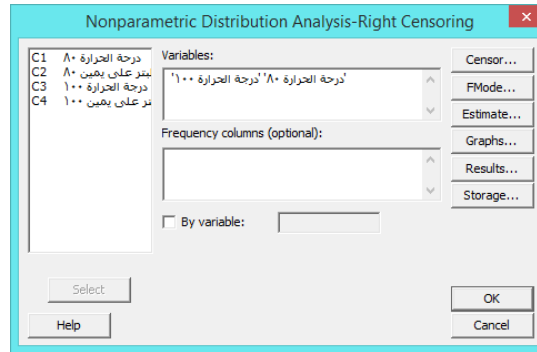 Nonparametric Distribution Analysis-Right Censoring
C1 درجة الحرارة ٨٠
C2 لبتر على يمين ٨٠
C3 درجة الحرارة ١٠٠
C4 تر على يمين ١٠٠
Variables:
'درجة الحرارة ٨٠' 'درجة الحرارة ١٠٠'
Frequency columns (optional):
By variable:
Censor...
FMode...
Estimate...
Graphs...
Results...
Storage...
Select
Help
OK
Cancel